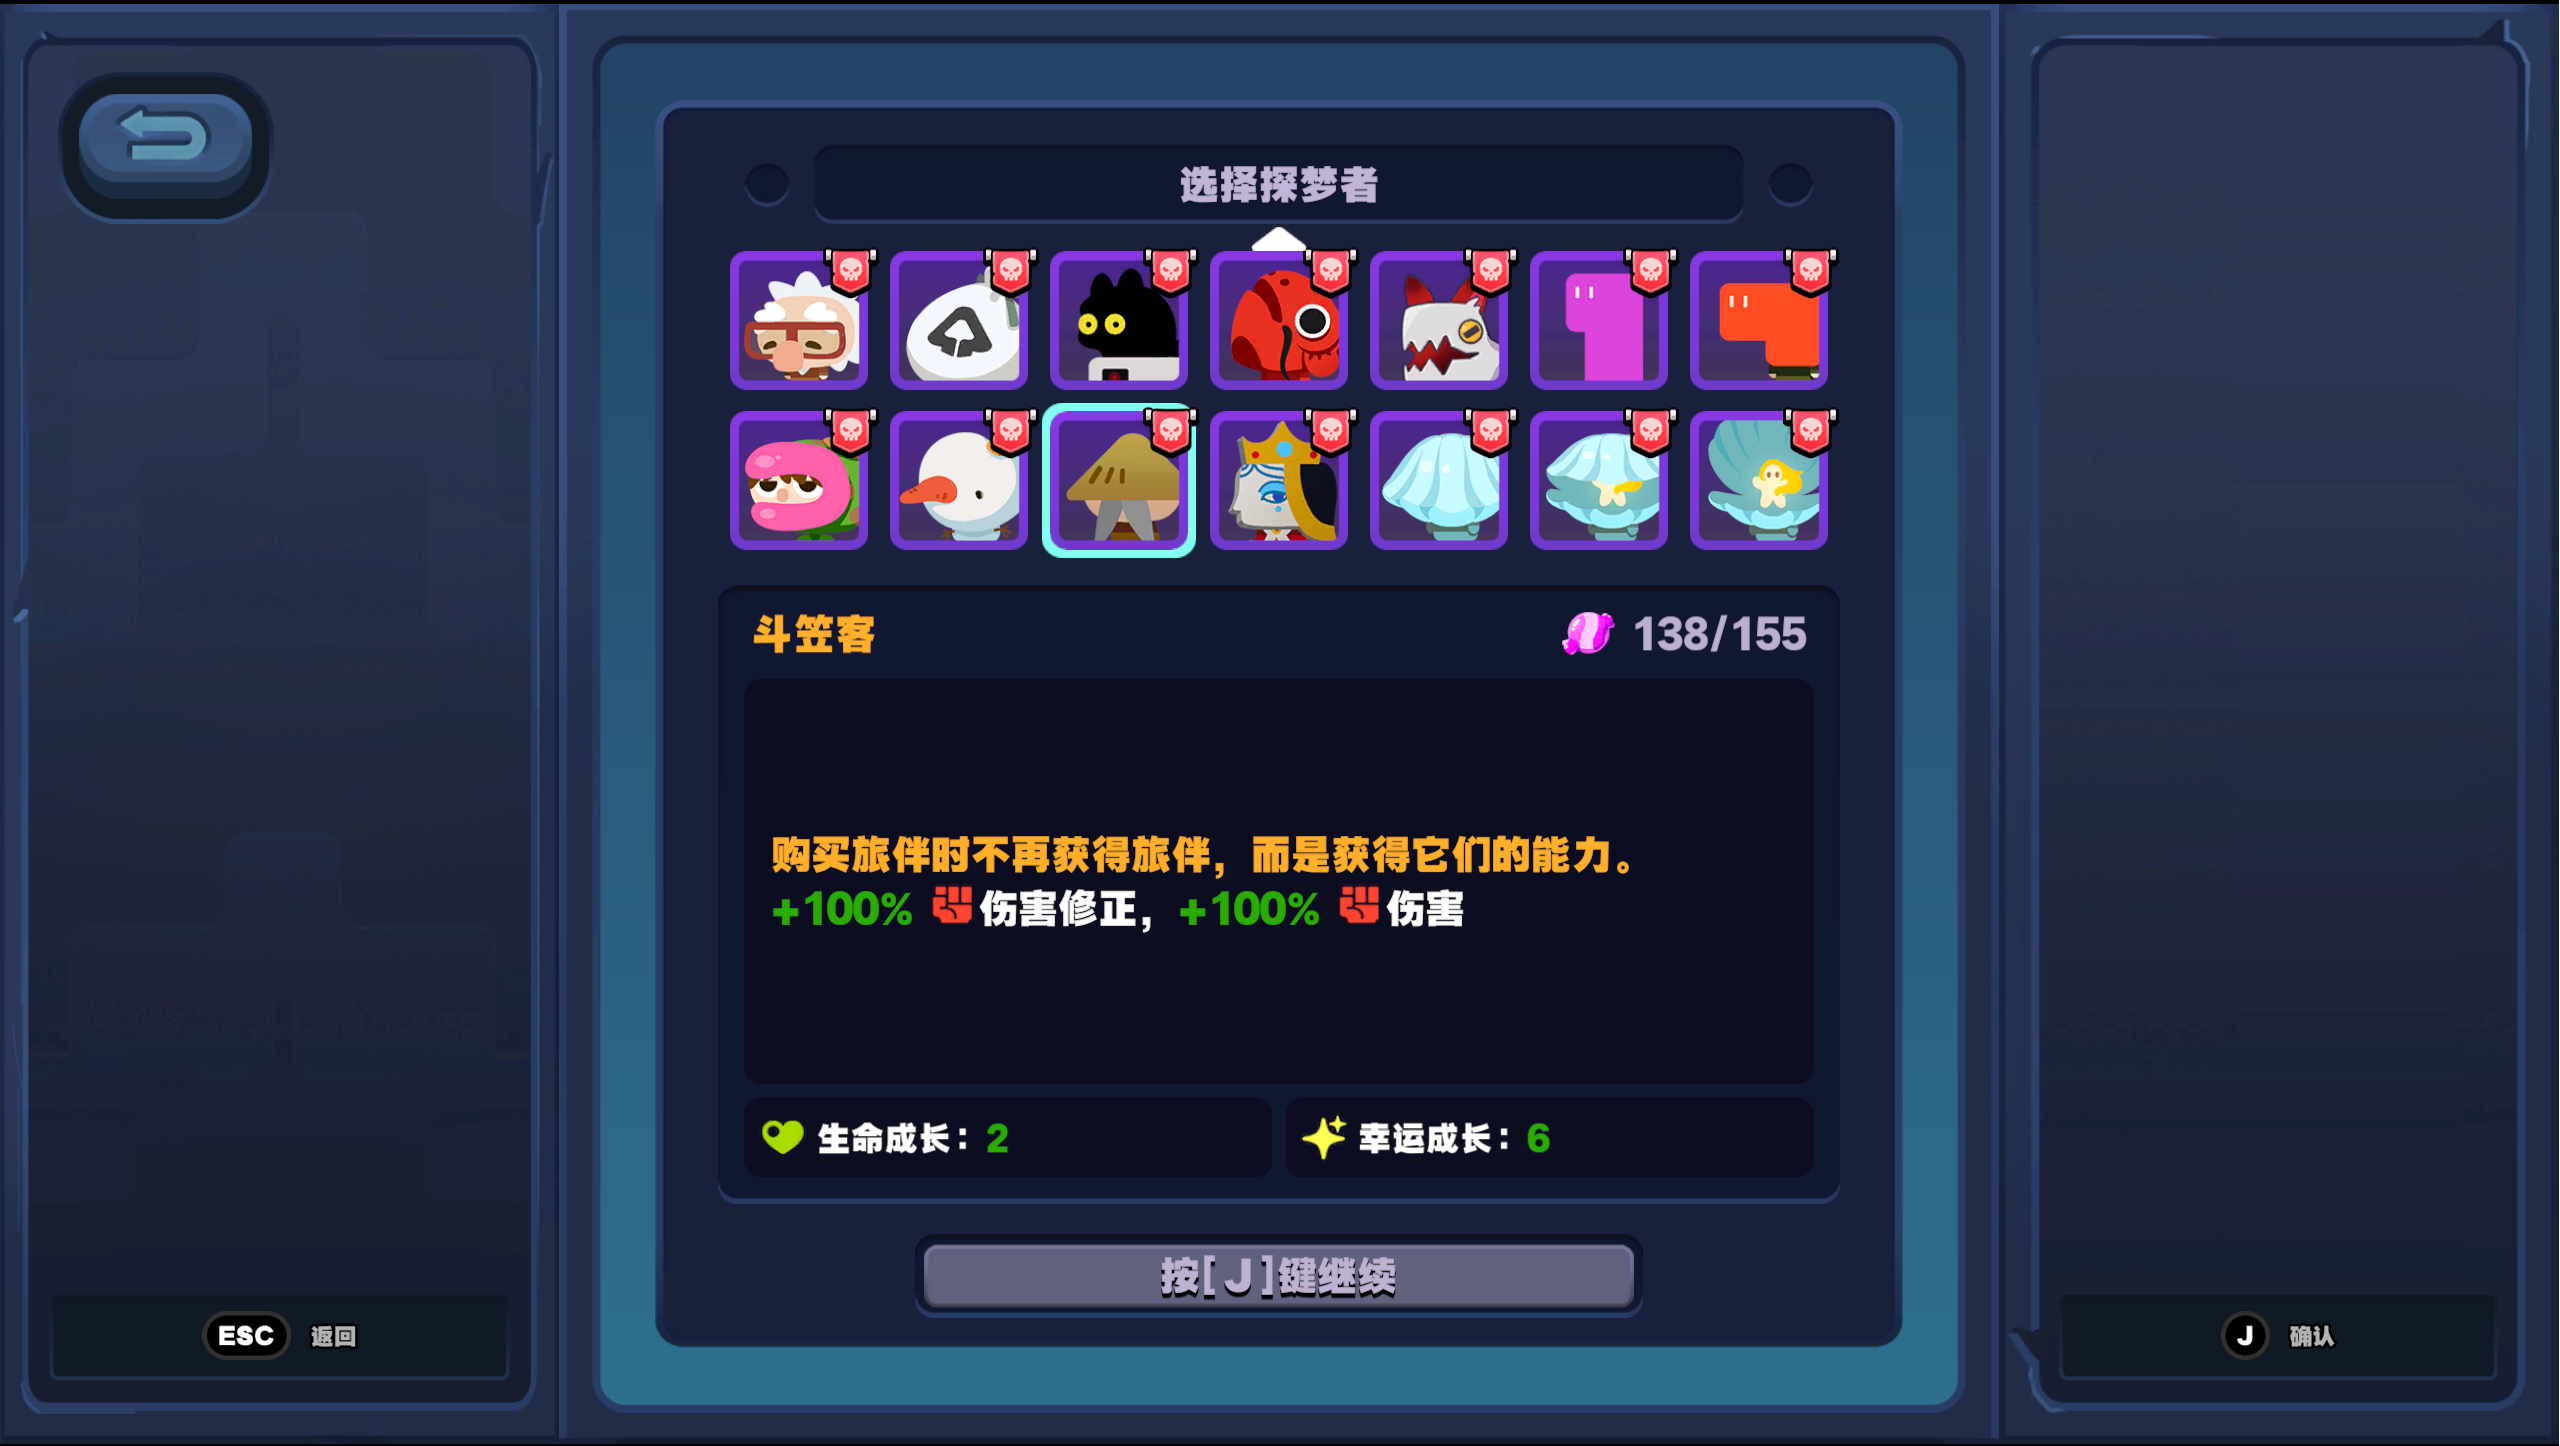 选择探梦者
斗笠客
138/155
购买旅伴时不再获得旅伴，而是获得它们的能力。
+100% 伤害修正，+100% 伤害
生命成长：2
幸运成长：6
按[J]键继续
ESC 返回
J 确认